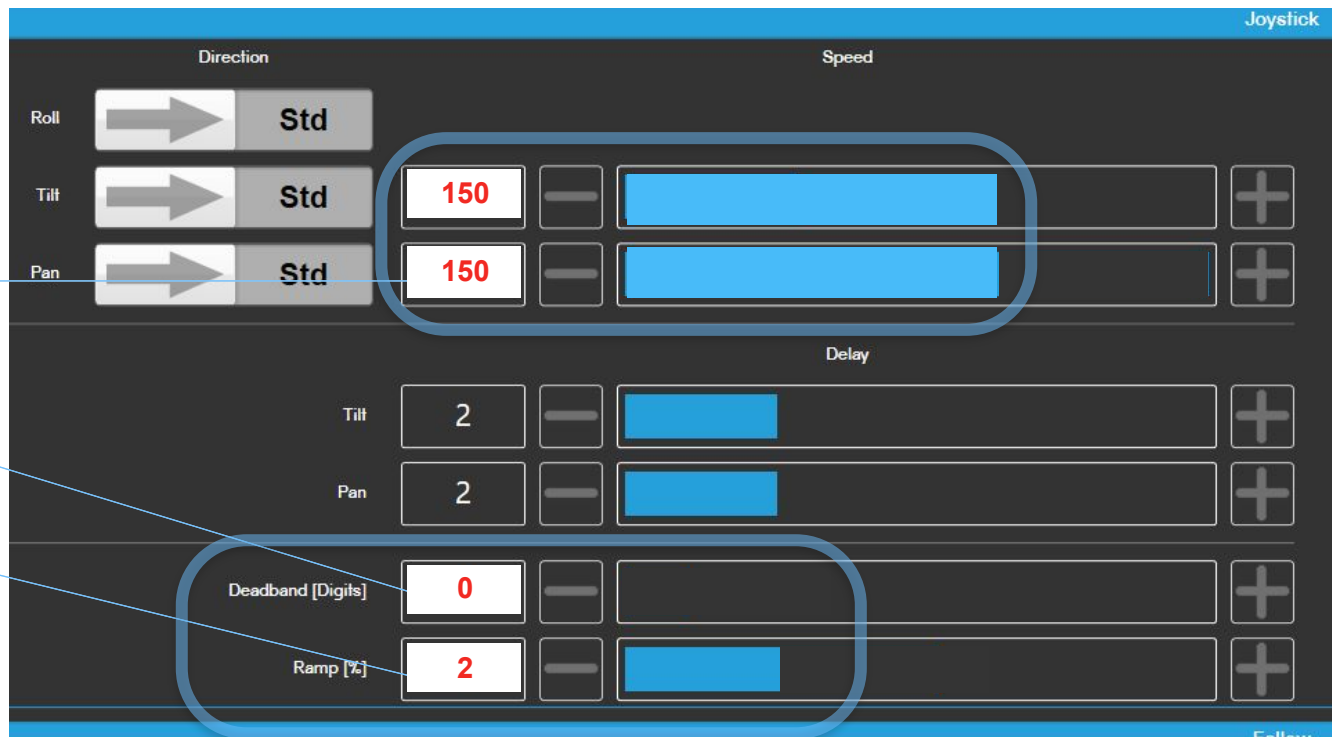 Joystick
Direction Speed
Roll Std
Tilt Std 150
Pan Std 150
Delay
Tilt 2
Pan 2
Deadband [Digits] 0
Ramp [%] 2